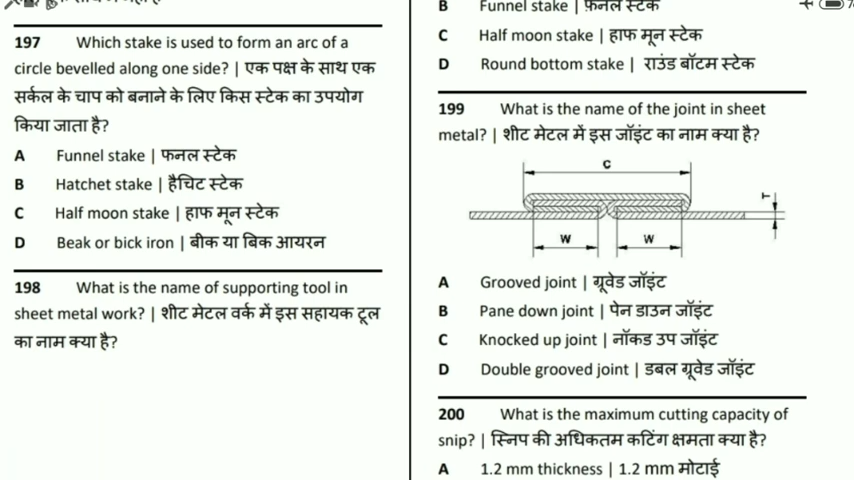 197 Which stake is used to form an arc of a
circle bevelled along one side? | एक पक्ष के साथ एक
सर्कल के चाप को बनाने के लिए किस स्टेक का उपयोग
किया जाता है?
A Funnel stake | फनल स्टेक
B Hatchet stake | हैचिट स्टेक
C Half moon stake | हाफ मून स्टेक
D Beak or bick iron | बीक या बिक आयरन
198 What is the name of supporting tool in
sheet metal work? | शीट मेटल वर्क में इस सहायक टूल
का नाम क्या है?
B Funnel stake | फ़नल स्टेक
C Half moon stake | हाफ मून स्टेक
D Round bottom stake | राउंड बॉटम स्टेक
199 What is the name of the joint in sheet
metal? | शीट मेटल में इस जॉइंट का नाम क्या है?
C
T
W W
A Grooved joint | ग्रूवेड जॉइंट
B Pane down joint | पेन डाउन जॉइंट
C Knocked up joint | नॉकड उप जॉइंट
D Double grooved joint | डबल ग्रूवेड जॉइंट
200 What is the maximum cutting capacity of
snip? | स्निप की अधिकतम कटिंग क्षमता क्या है?
A 1.2 mm thickness | 1.2 mm मोटाई